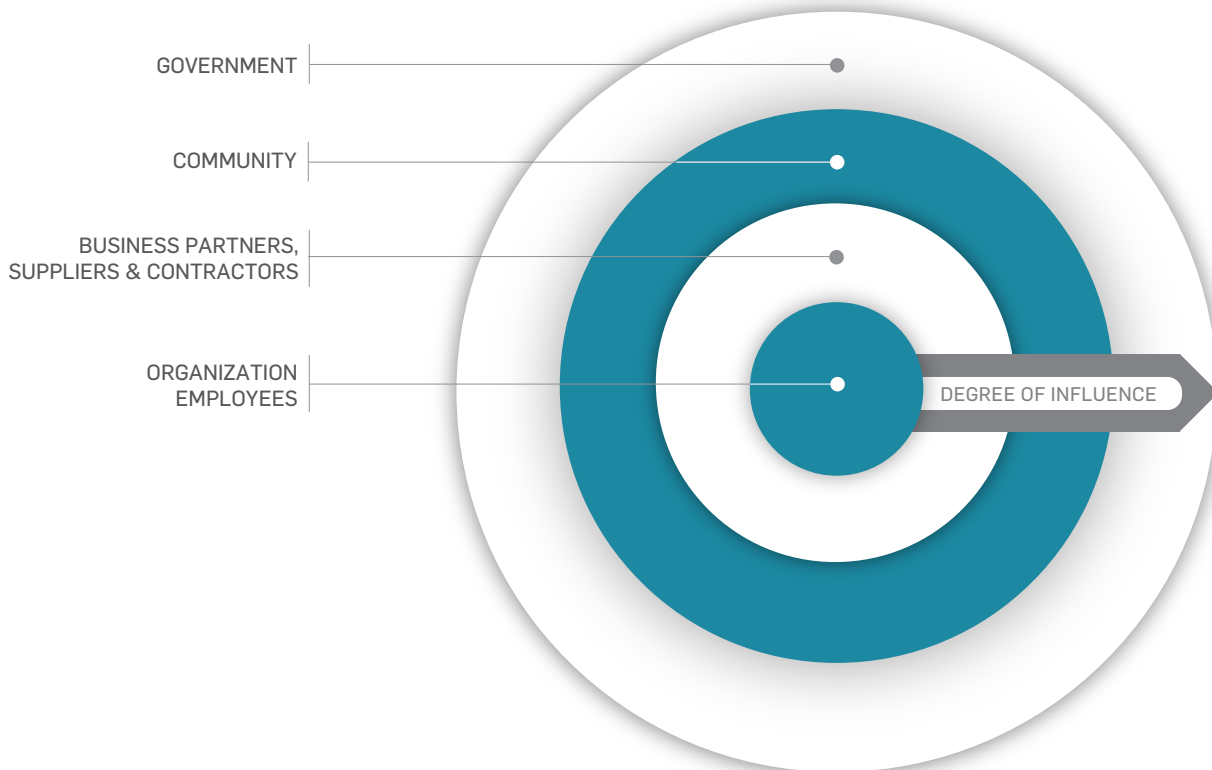 GOVERNMENT
COMMUNITY
BUSINESS PARTNERS,
SUPPLIERS & CONTRACTORS
ORGANIZATION
EMPLOYEES
DEGREE OF INFLUENCE